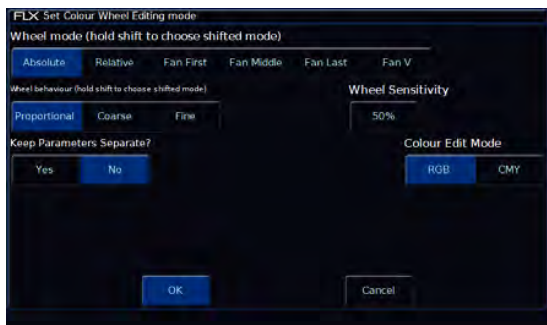 FLX Set Colour Wheel Editing mode
Wheel mode (hold shift to choose shifted mode)
Absolute Relative Fan First Fan Middle Fan Last Fan V
Wheel behaviour (hold shift to choose shifted mode) Wheel Sensitivity
Proportional Coarse Fine 50%
Keep Parameters Separate? Colour Edit Mode
Yes No RGB CMY
OK Cancel